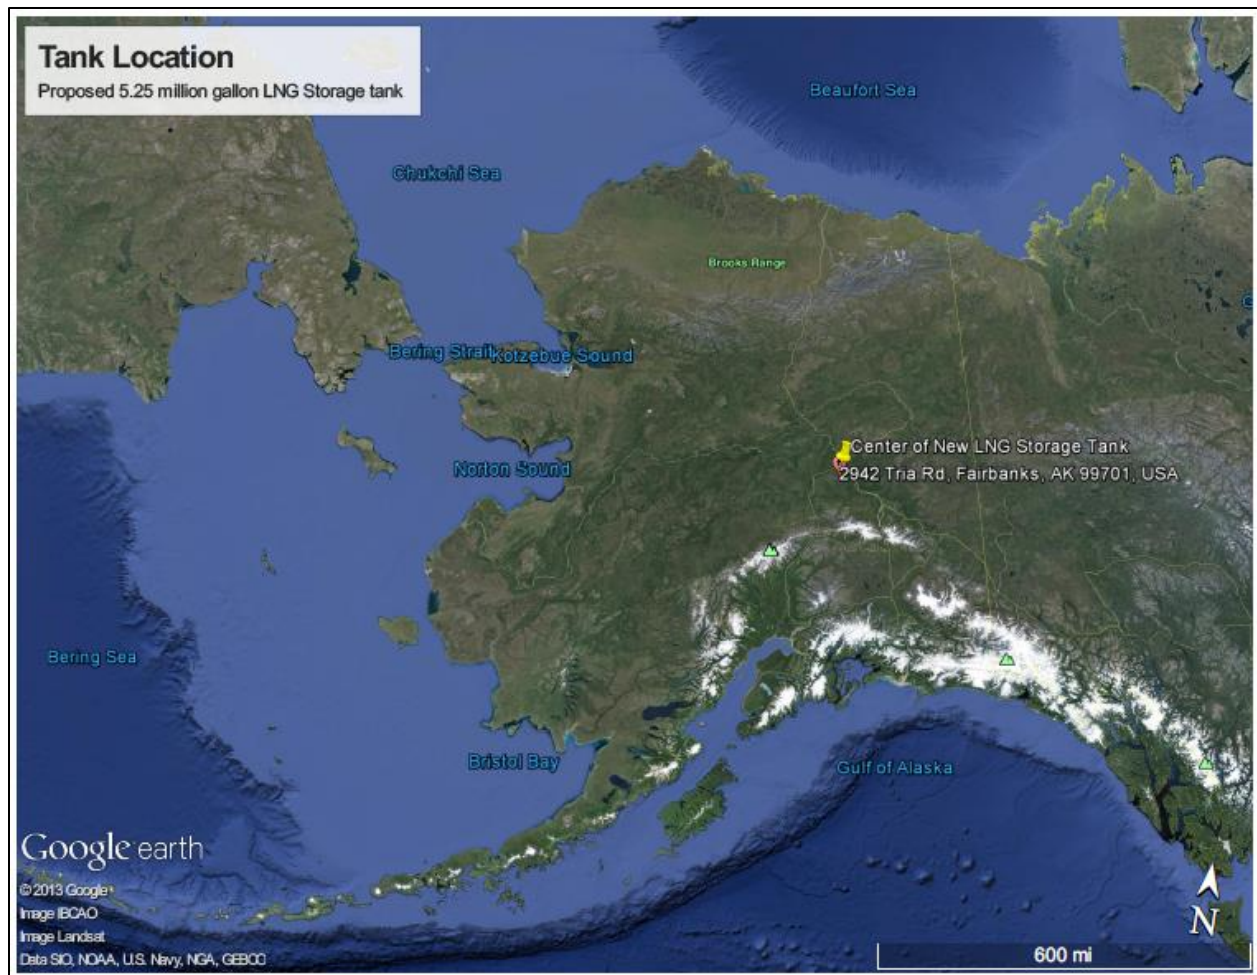 Tank Location
Proposed 5.25 million gallon LNG Storage tank
Beaufort Sea
Chukchi Sea
Brooks Range
Bering Strait
Kotzebue Sound
Center of New LNG Storage Tank
Norton Sound
2942 Tria Rd, Fairbanks, AK 99701, USA
Bering Sea
Bristol Bay
Gulf of Alaska
Google earth
© 2013 Google
Image IBCAO
Image Landsat
Data SIO, NOAA, U.S. Navy, NGA, GEBCO
N
600 mi